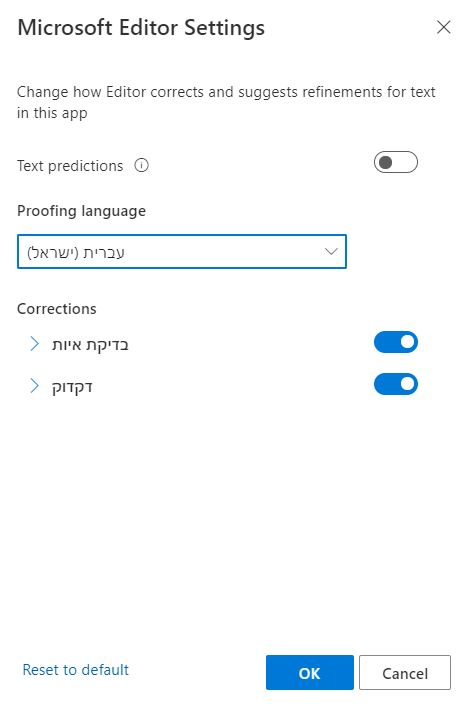 Microsoft Editor Settings
Change how Editor corrects and suggests refinements for text
in this app
Text predictions
Proofing language
עברית (ישראל)
Corrections
בדיקת איות
דקדוק
Reset to default
OK
Cancel